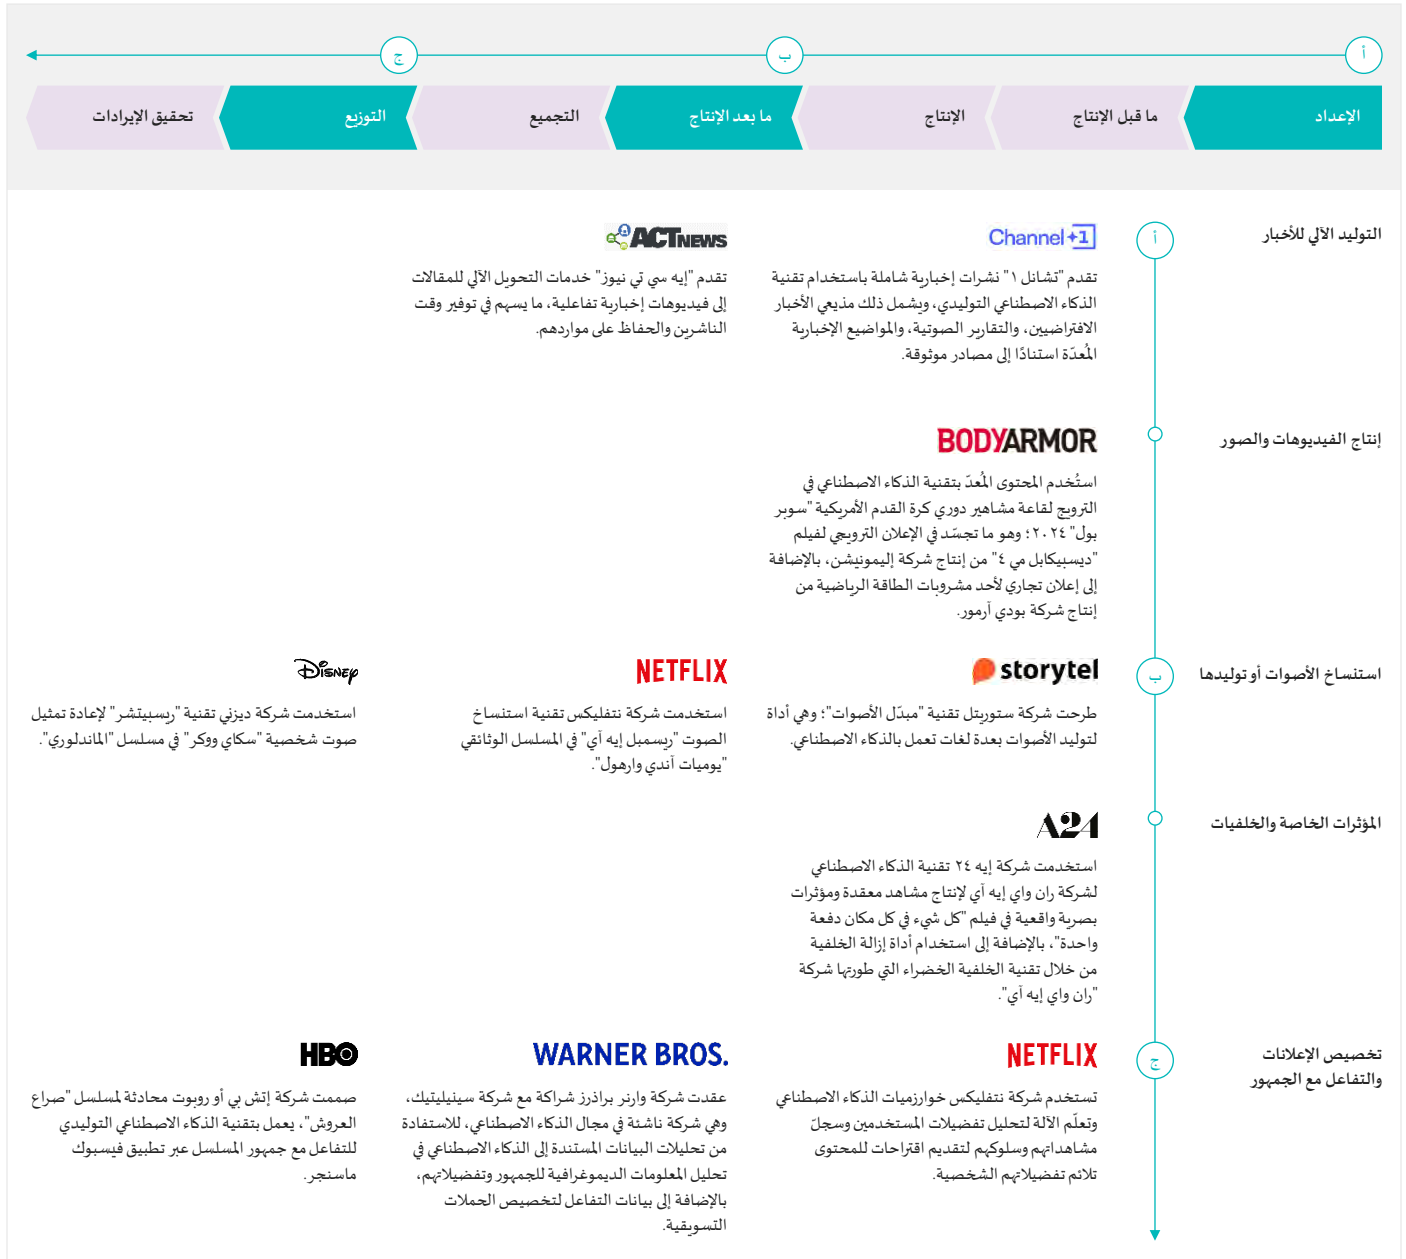 أ
ب
ج
الإعداد
ما قبل الإنتاج
الإنتاج
ما بعد الإنتاج
التجميع
التوزيع
تحقيق الإيرادات
أ
التوليد الآلي للأخبار
Channel 1
تقدم "تشانل ١" نشرات إخبارية شاملة باستخدام تقنية
الذكاء الاصطناعي التوليدي، ويشمل ذلك مذيعي الأخبار
الافتراضيين، والتقارير الصوتية، والمواضيع الإخبارية
المُعدّة استنادًا إلى مصادر موثوقة.
ACTNEWS
تقدم "إيه سي تي نيوز" خدمات التحويل الآلي للمقالات
إلى فيديوهات إخبارية تفاعلية، ما يسهم في توفير وقت
الناشرين والحفاظ على مواردهم.
إنتاج الفيديوهات والصور
BODYARMOR
استُخدم المحتوى المُعدّ بتقنية الذكاء الاصطناعي في
الترويج لقاعة مشاهير دوري كرة القدم الأمريكية "سوبر
بول" ٢٠٢٤؛ وهو ما تجسّد في الإعلان الترويجي لفيلم
"ديسبيكابل مي ٤" من إنتاج شركة إليمونيشن، بالإضافة
إلى إعلان تجاري لأحد مشروبات الطاقة الرياضية من
إنتاج شركة بودي آرمور.
ب
استنساخ الأصوات أو توليدها
storytel
طرحت شركة ستوريتل تقنية "مبدّل الأصوات"؛ وهي أداة
لتوليد الأصوات بعدة لغات تعمل بالذكاء الاصطناعي.
NETFLIX
استخدمت شركة نتفليكس تقنية استنساخ
الصوت "ريسمبل إيه آي" في المسلسل الوثائقي
"يوميات آندي وارهول".
DISNEY
استخدمت شركة ديزني تقنية "ريسبيتشر" لإعادة تمثيل
صوت شخصية "سكاي ووكر" في مسلسل "الماندلوري".
المؤثرات الخاصة والخلفيات
A24
استخدمت شركة إيه ٢٤ تقنية الذكاء الاصطناعي
لشركة ران واي إيه آي لإنتاج مشاهد معقدة ومؤثرات
بصرية واقعية في فيلم "كل شيء في كل مكان دفعة
واحدة"، بالإضافة إلى استخدام أداة إزالة الخلفية
من خلال تقنية الخلفية الخضراء التي طورتها شركة
"ران واي إيه آي".
ج
تخصيص الإعلانات
والتفاعل مع الجمهور
NETFLIX
تستخدم شركة نتفليكس خوارزميات الذكاء الاصطناعي
وتعلّم الآلة لتحليل تفضيلات المستخدمين وسجلّ
مشاهداتهم وسلوكهم لتقديم اقتراحات للمحتوى
تلائم تفضيلاتهم الشخصية.
WARNER BROS.
عقدت شركة وارنر براذرز شراكة مع شركة سينيليتيك،
وهي شركة ناشئة في مجال الذكاء الاصطناعي، للاستفادة
من تحليلات البيانات المستندة إلى الذكاء الاصطناعي في
تحليل المعلومات الديموغرافية للجمهور وتفضيلاتهم،
بالإضافة إلى بيانات التفاعل لتخصيص الحملات
التسويقية.
HBO
صممت شركة إتش بي أو روبوت محادثة لمسلسل "صراع
العروش"، يعمل بتقنية الذكاء الاصطناعي التوليدي
للتفاعل مع جمهور المسلسل عبر تطبيق فيسبوك
ماسنجر.